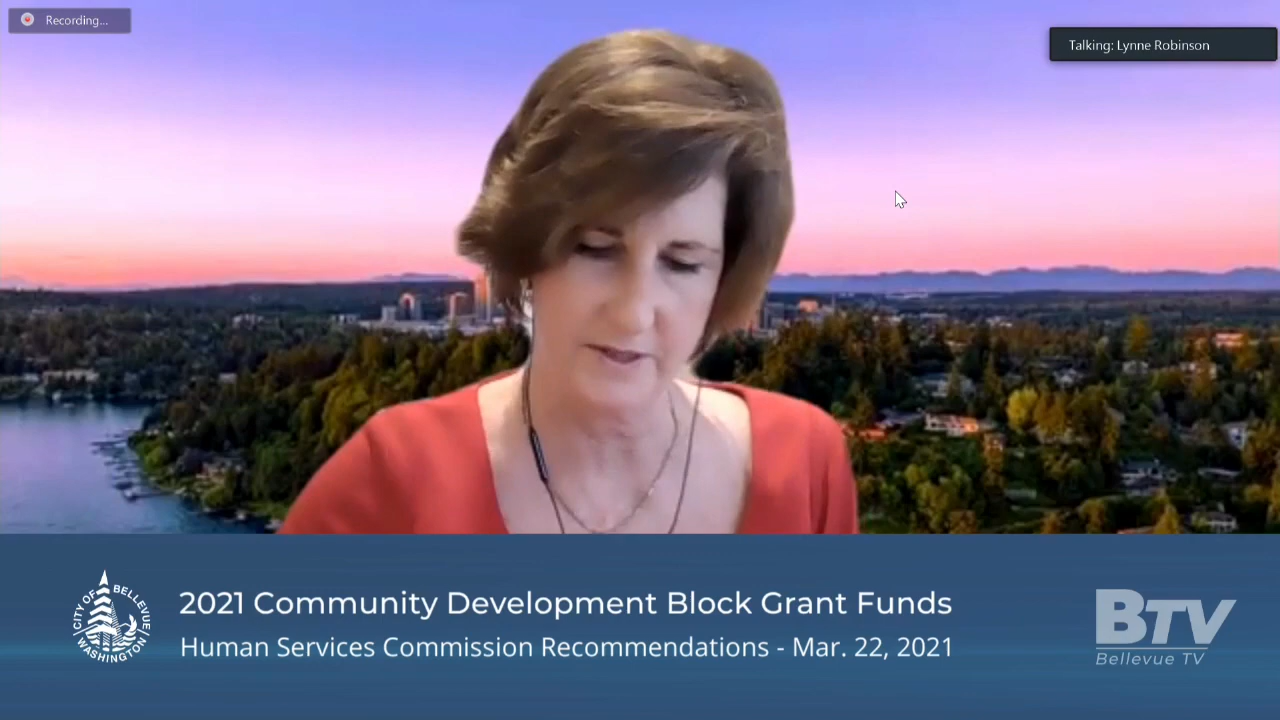 Recording...
Talking: Lynne Robinson
CITY OF BELLEVUE
WASHINGTON
2021 Community Development Block Grant Funds
Human Services Commission Recommendations - Mar. 22, 2021
BTV
Bellevue TV